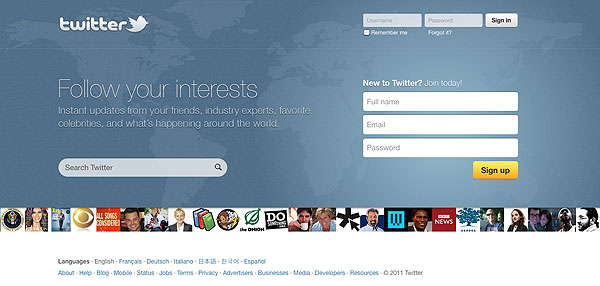 twitter
Username
Password
Sign in
Remember me
Forgot it?
Follow your interests
Instant updates from your friends, industry experts, favorite
celebrities, and what's happening around the world.
Search Twitter
New to Twitter? Join today!
Full name
Email
Password
Sign up
ALL SONGS
CONSIDERED
the ONION
DO
SOMETHING
BBC
NEWS
Languages · English · Français · Deutsch · Italiano · 日本語 · 한국어 · Español
About · Help · Blog · Mobile · Status · Jobs · Terms · Privacy · Advertisers · Businesses · Media · Developers · Resources · © 2011 Twitter